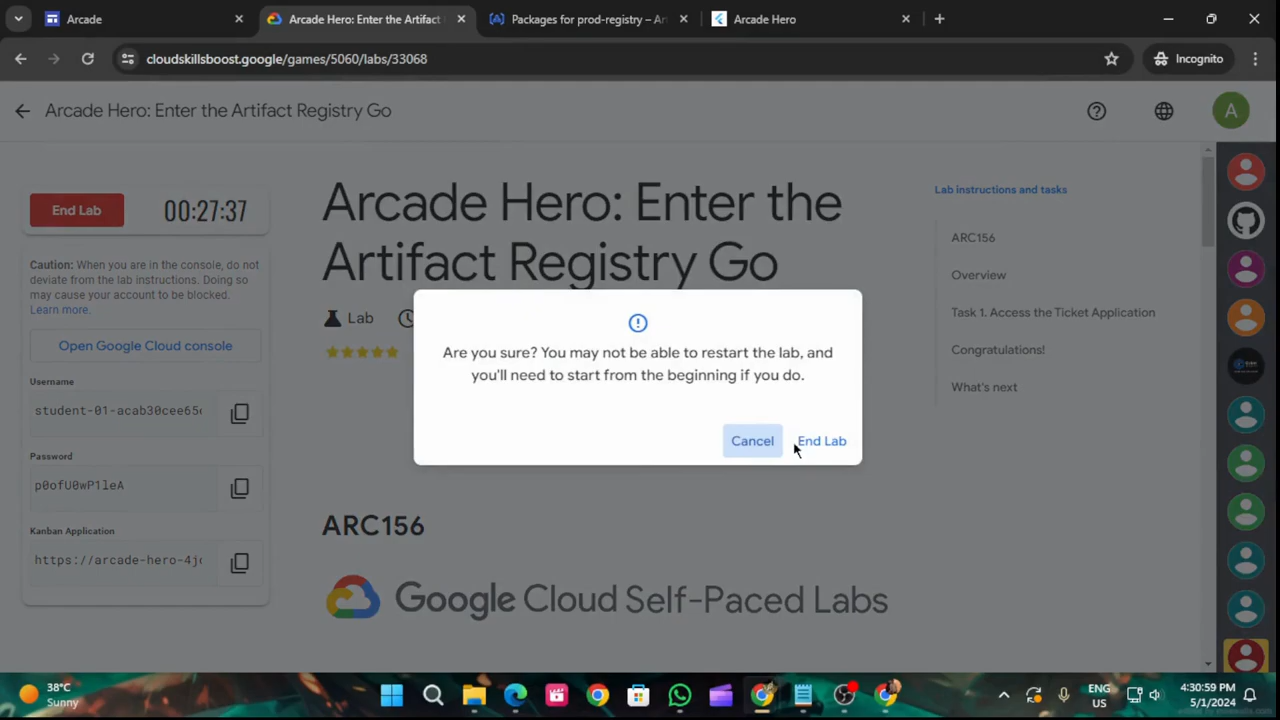 Arcade
Arcade Hero: Enter the Artifact
Packages for prod-registry – Ar
Arcade Hero
cloudskillsboost.google/games/5060/labs/33068
Incognito
Arcade Hero: Enter the Artifact Registry Go
A
End Lab
00:27:37
Caution: When you are in the console, do not
deviate from the lab instructions. Doing so
may cause your account to be blocked.
Learn more.
Open Google Cloud console
Username
student-01-acab30cee65
Password
p0ofU0wP1leA
Kanban Application
https://arcade-hero-4j
Arcade Hero: Enter the
Artifact Registry Go
Lab
Are you sure? You may not be able to restart the lab, and
you'll need to start from the beginning if you do.
Cancel
End Lab
ARC156
Google Cloud Self-Paced Labs
Lab instructions and tasks
ARC156
Overview
Task 1. Access the Ticket Application
Congratulations!
What's next
38°C
Sunny
ENG
US
4:30:59 PM
5/1/2024